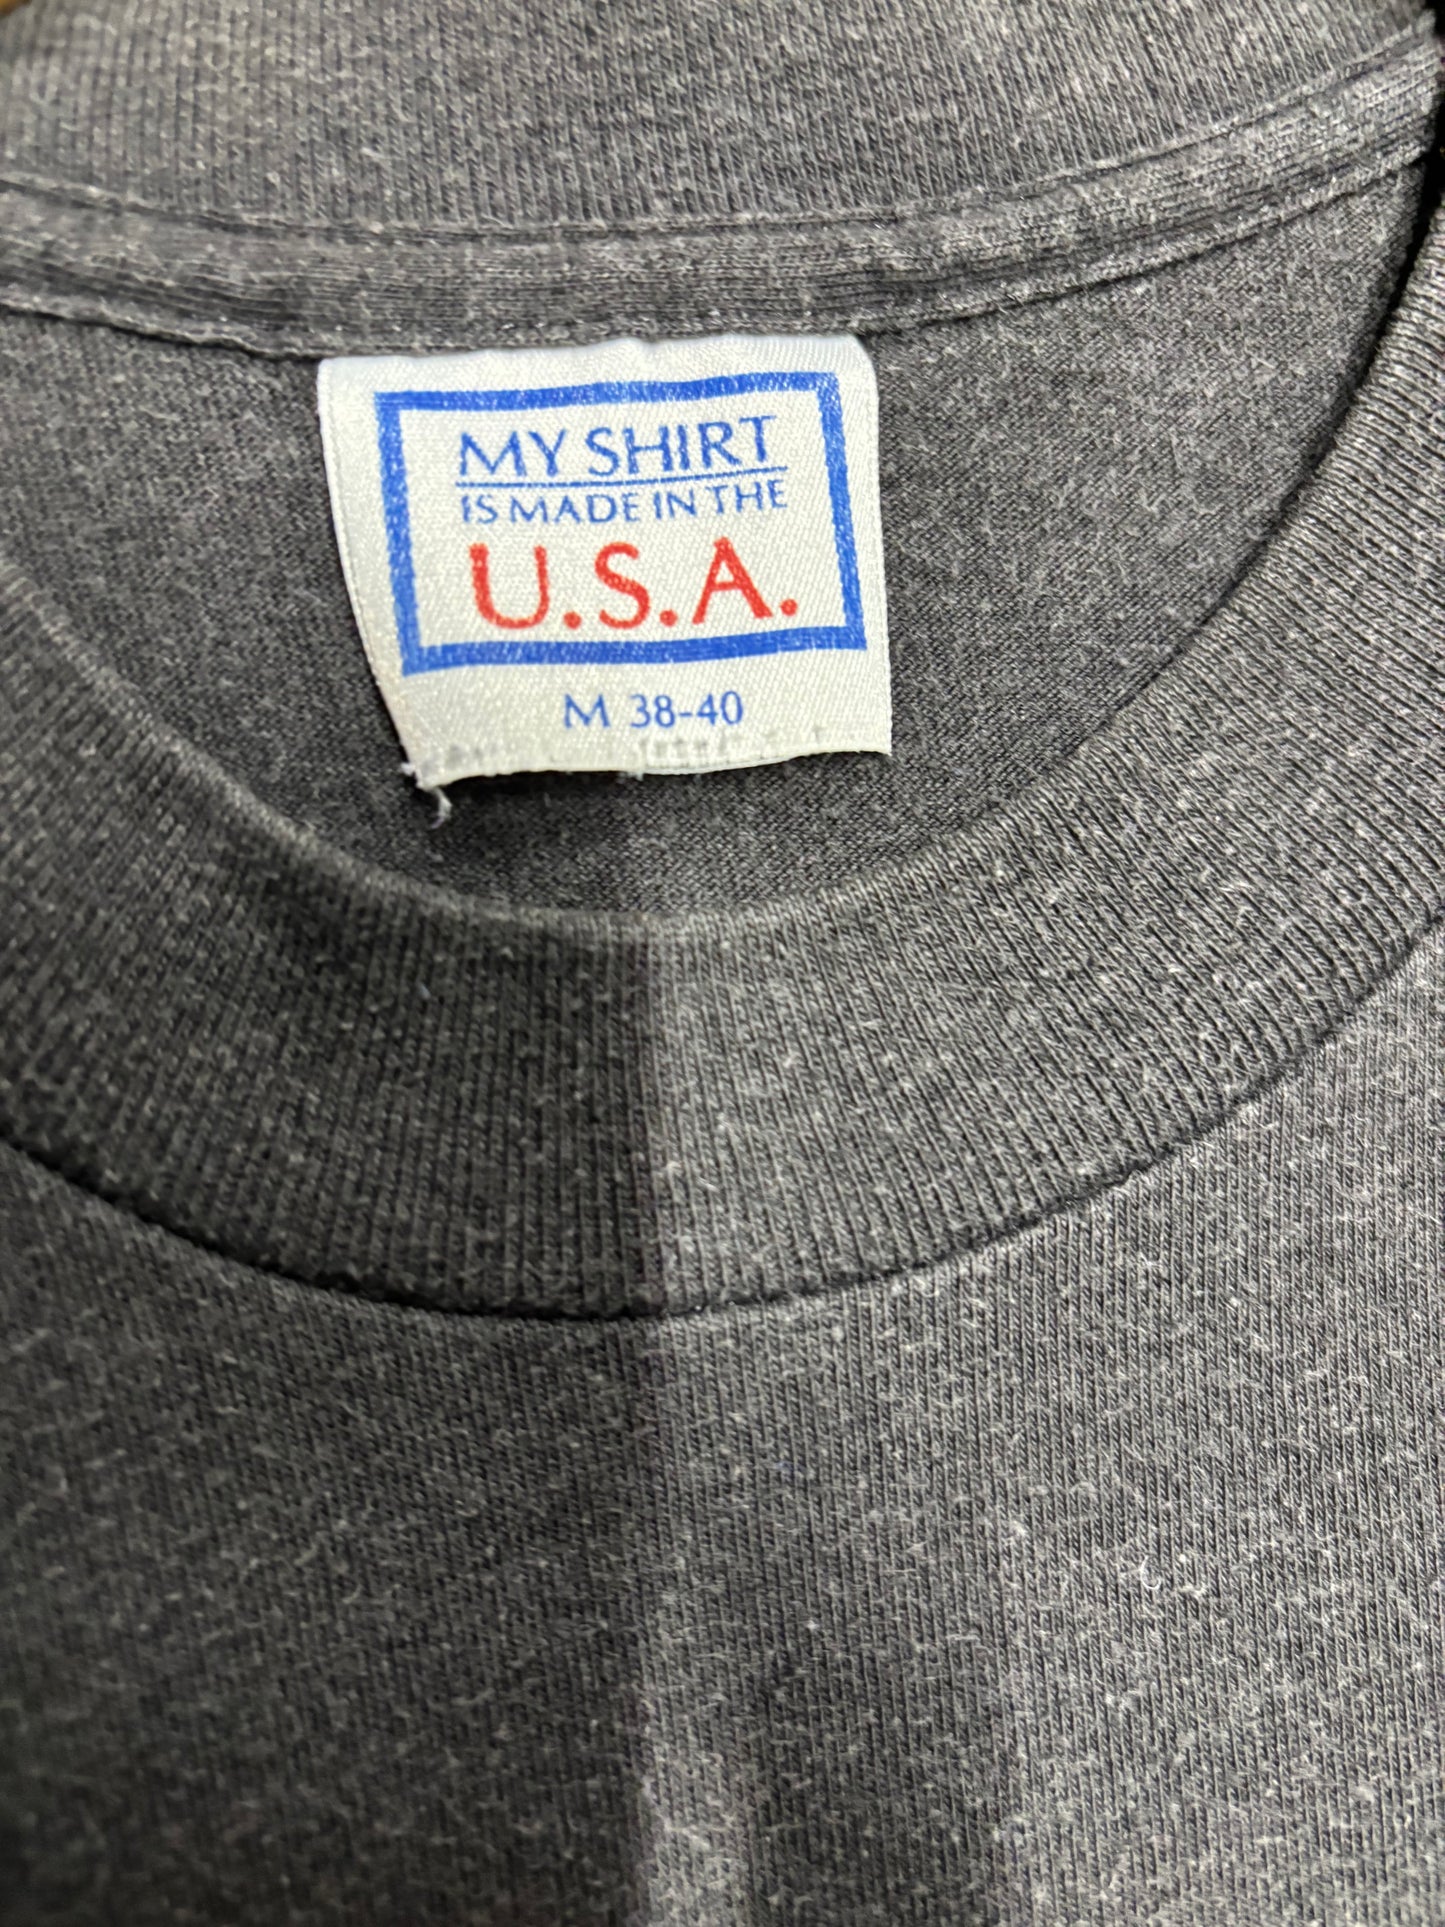 MY SHIRT
IS MADE IN THE
U.S.A.
M 38-40